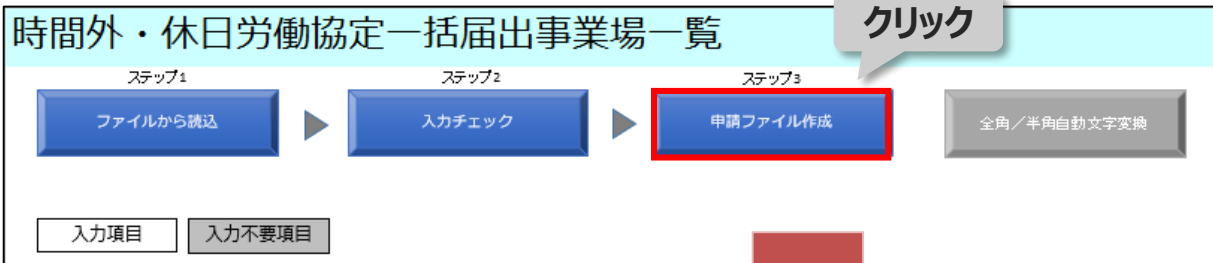 クリック
時間外・休日労働協定一括届出事業場一覧
ステップ1
ステップ2
ステップ3
ファイルから読込
入力チェック
申請ファイル作成
全角／半角自動文字変換
入力項目
入力不要項目